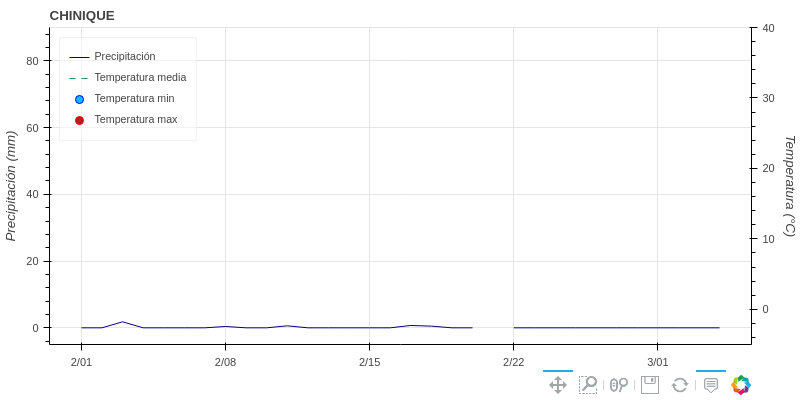 CHINIQUE
Precipitación
Temperatura media
Temperatura min
Temperatura max
Precipitación (mm)
80
60
40
20
0
Temperatura (°C)
40
30
20
10
0
2/01
2/08
2/15
2/22
3/01